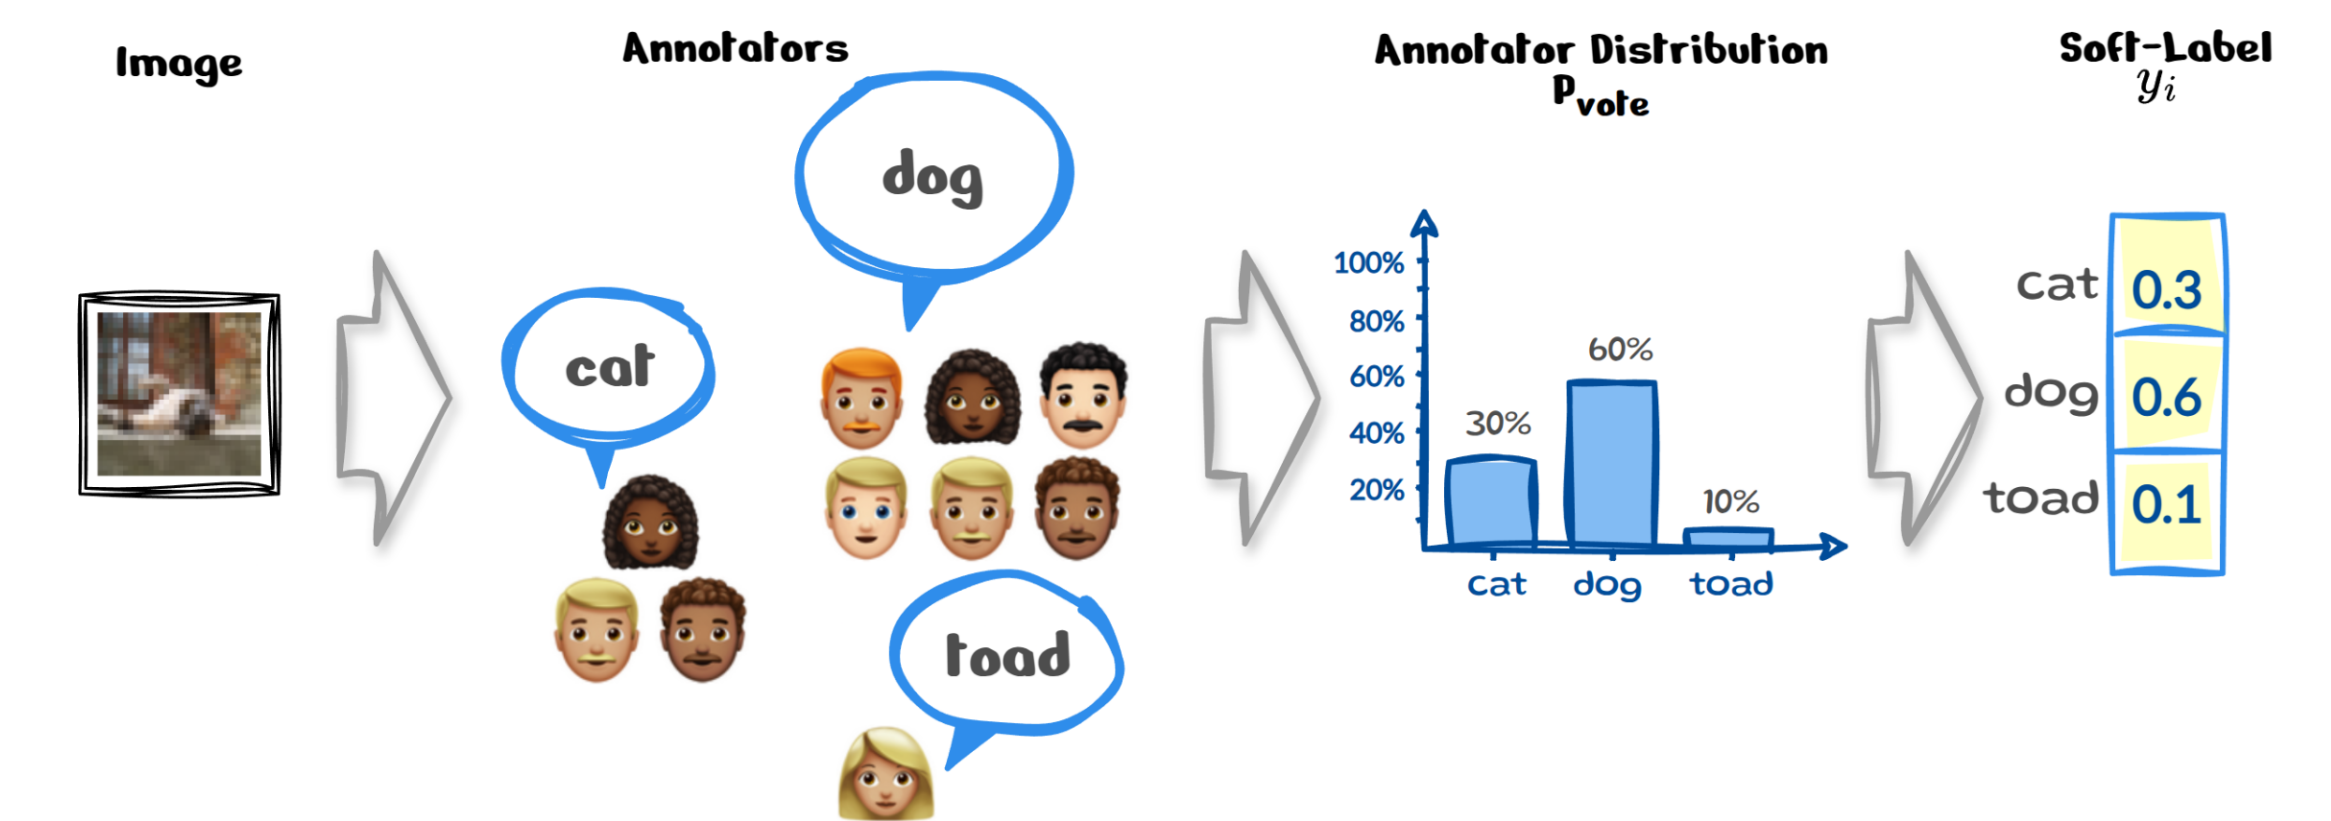 Image
Annotators
dog
cat
toad
Annotator Distribution
Pvote
100%
80%
60%
40%
20%
30%
60%
10%
cat dog toad
Soft-Label
yi
cat 0.3
dog 0.6
toad 0.1